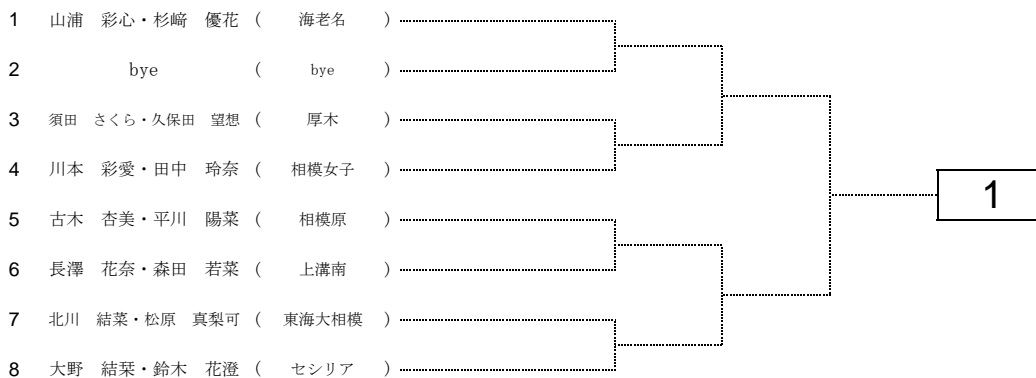 1 山浦 彩心・杉﨑 優花 ( 海老名 )
2 bye ( bye )
3 須田 さくら・久保田 望想 ( 厚木 )
4 川本 彩愛・田中 玲奈 ( 相模女子 )
5 古木 杏美・平川 陽菜 ( 相模原 )
6 長澤 花奈・森田 若菜 ( 上溝南 )
7 北川 結菜・松原 真梨可 ( 東海大相模 )
8 大野 結栞・鈴木 花澄 ( セシリア )
1